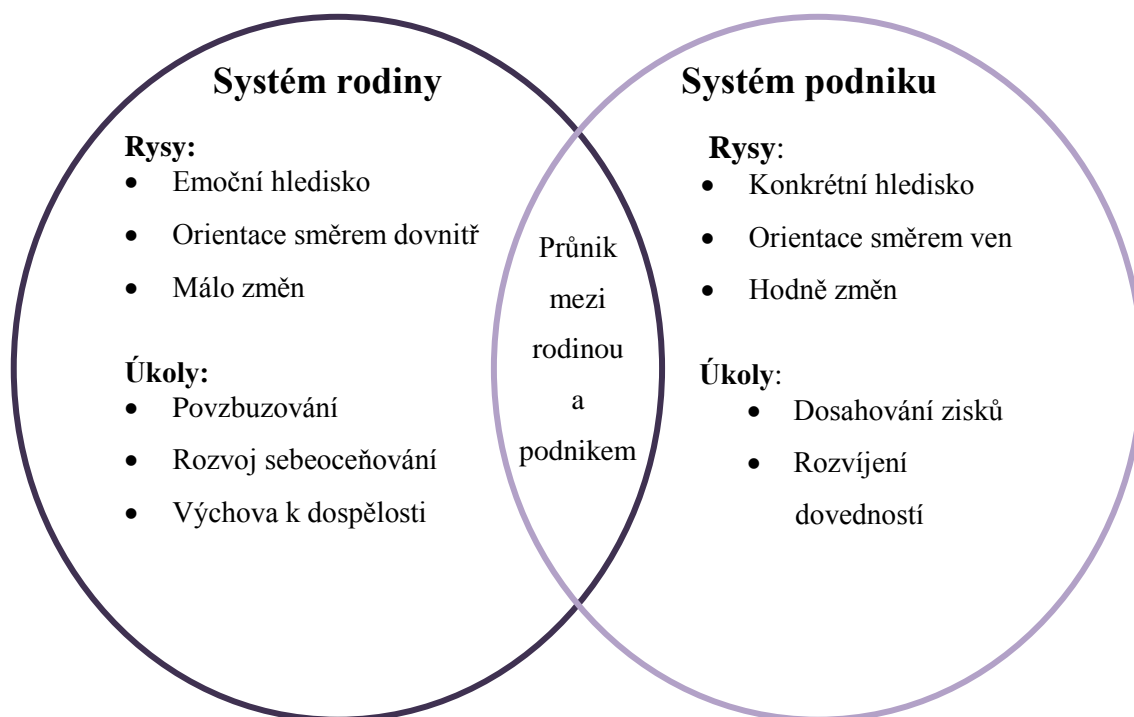 Systém rodiny
Rysy:
• Emoční hledisko
• Orientace směrem dovnitř
• Málo změn
Úkoly:
• Povzbuzování
• Rozvoj sebeoceňování
• Výchova k dospělosti
Průnik
mezi
rodinou
a
podnikem
Systém podniku
Rysy:
• Konkrétní hledisko
• Orientace směrem ven
• Hodně změn
Úkoly:
• Dosahování zisků
• Rozvíjení
dovedností